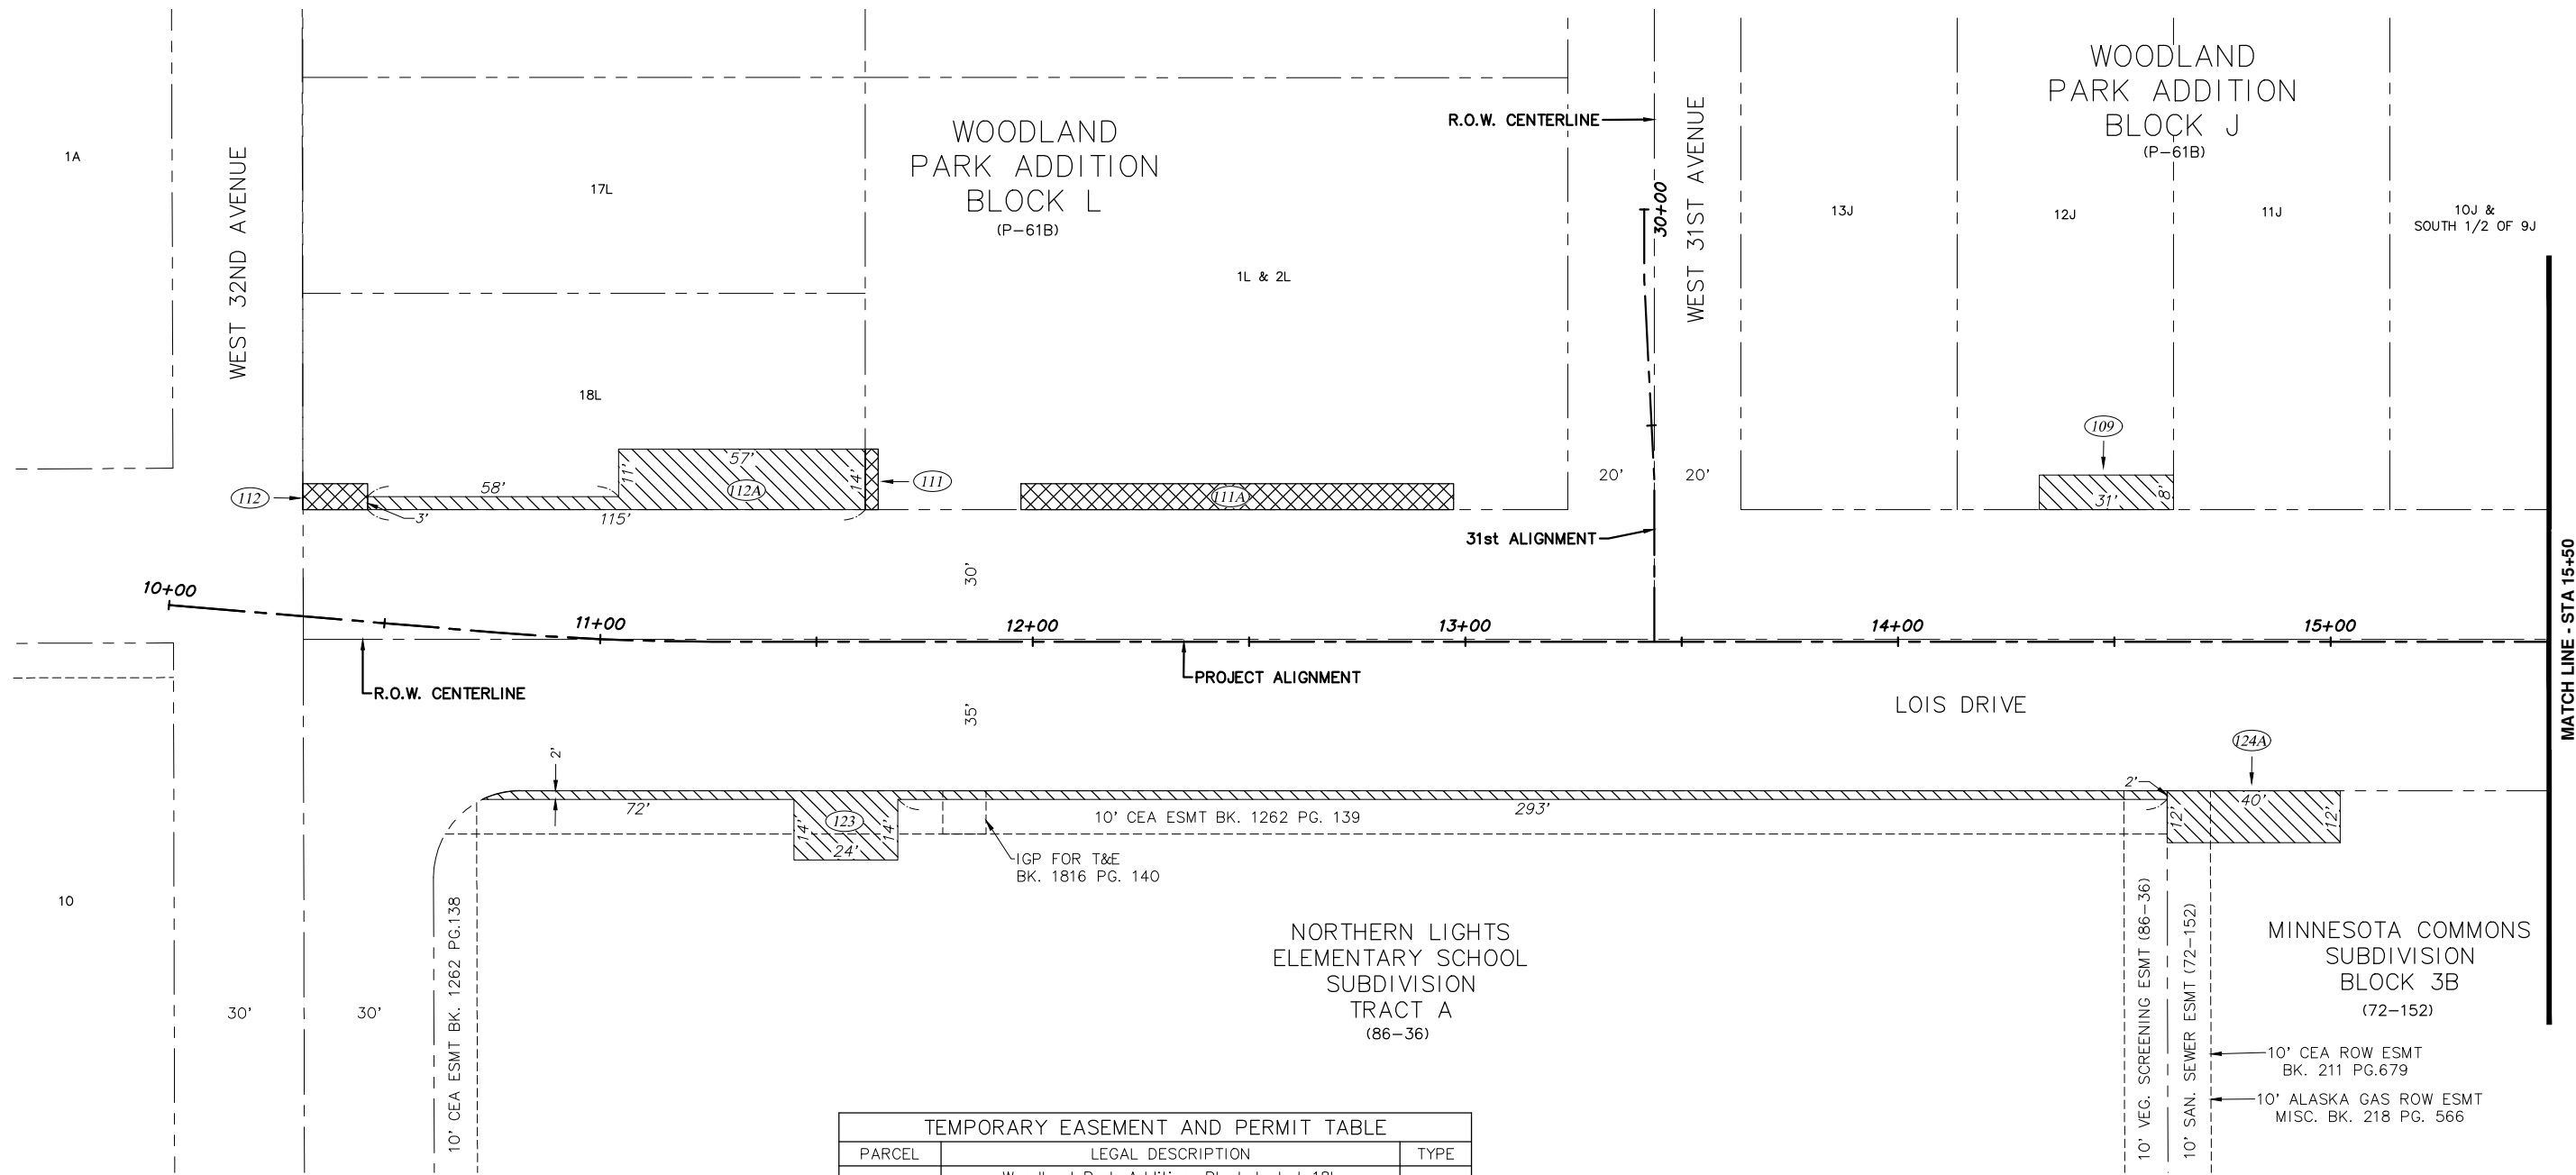 WOODLAND
PARK ADDITION
BLOCK J
(P-61B)
WOODLAND
PARK ADDITION
BLOCK L
(P-61B)
R.O.W. CENTERLINE
1A
WEST 32ND AVENUE
17L
30+00
WEST 31ST AVENUE
13J
12J
11J
10J &
SOUTH 1/2 OF 9J
1L & 2L
18L
109
57'
11'
112A
14'
111
112
58'
3'
115'
111A
20'
20'
31'
8'
31st ALIGNMENT
30'
MATCH LINE - STA 15+50
10+00
11+00
12+00
13+00
14+00
15+00
R.O.W. CENTERLINE
PROJECT ALIGNMENT
35'
LOIS DRIVE
124A
2'
72'
14'
123
14'
24'
10' CEA ESMT BK. 1262 PG. 139
293'
2'
12'
40'
12'
IGP FOR T&E
BK. 1816 PG. 140
10
30'
30'
10' CEA ESMT BK. 1262 PG.138
NORTHERN LIGHTS
ELEMENTARY SCHOOL
SUBDIVISION
TRACT A
(86-36)
10' VEG. SCREENING ESMT (86-36)
10' SAN. SEWER ESMT (72-152)
MINNESOTA COMMONS
SUBDIVISION
BLOCK 3B
(72-152)
10' CEA ROW ESMT
BK. 211 PG.679
10' ALASKA GAS ROW ESMT
MISC. BK. 218 PG. 566
TEMPORARY EASEMENT AND PERMIT TABLE
PARCEL LEGAL DESCRIPTION TYPE